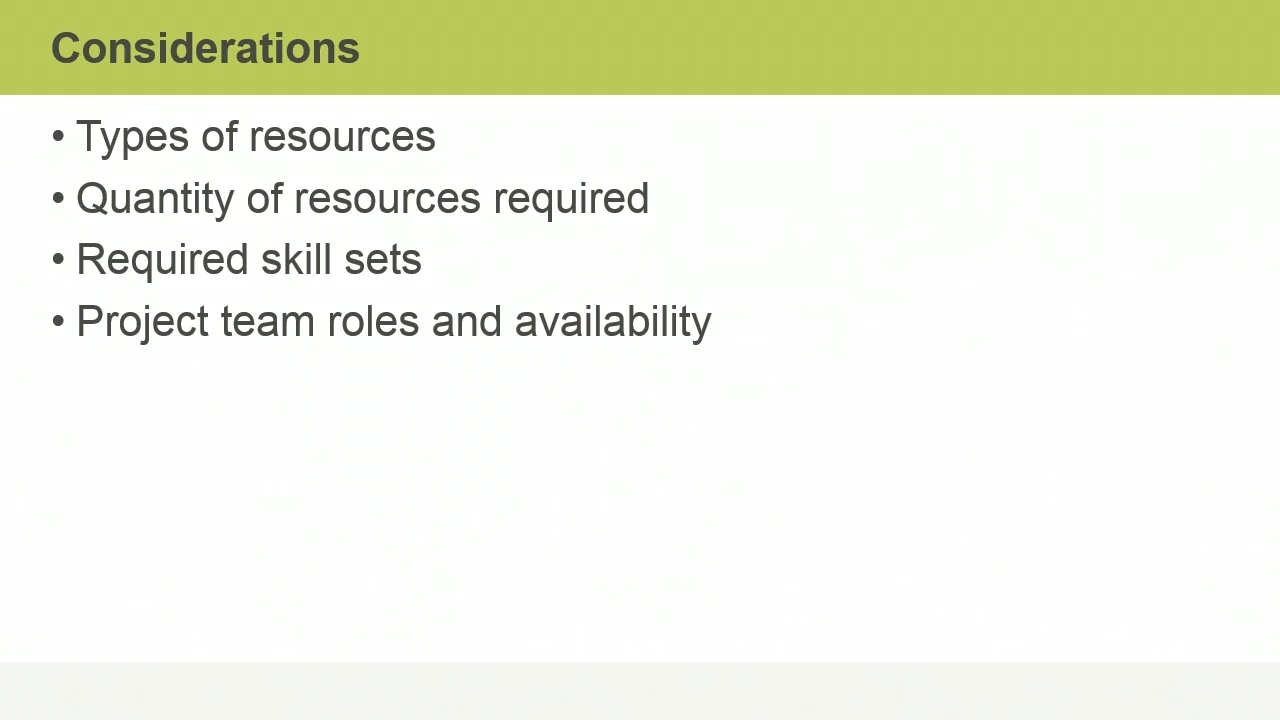 Considerations
• Types of resources
• Quantity of resources required
• Required skill sets
• Project team roles and availability